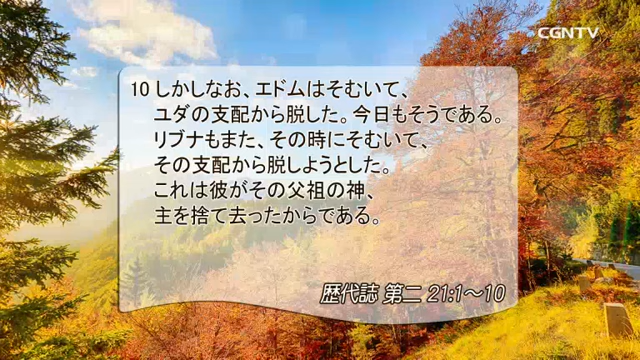 CGNTV
10 しかしなお、エドムはそむいて、
ユダの支配から脱した。今日もそうである。
リブナもまた、その時にそむいて、
その支配から脱しようとした。
これは彼がその父祖の神、
主を捨て去ったからである。
歴代誌 第二 21:1～10